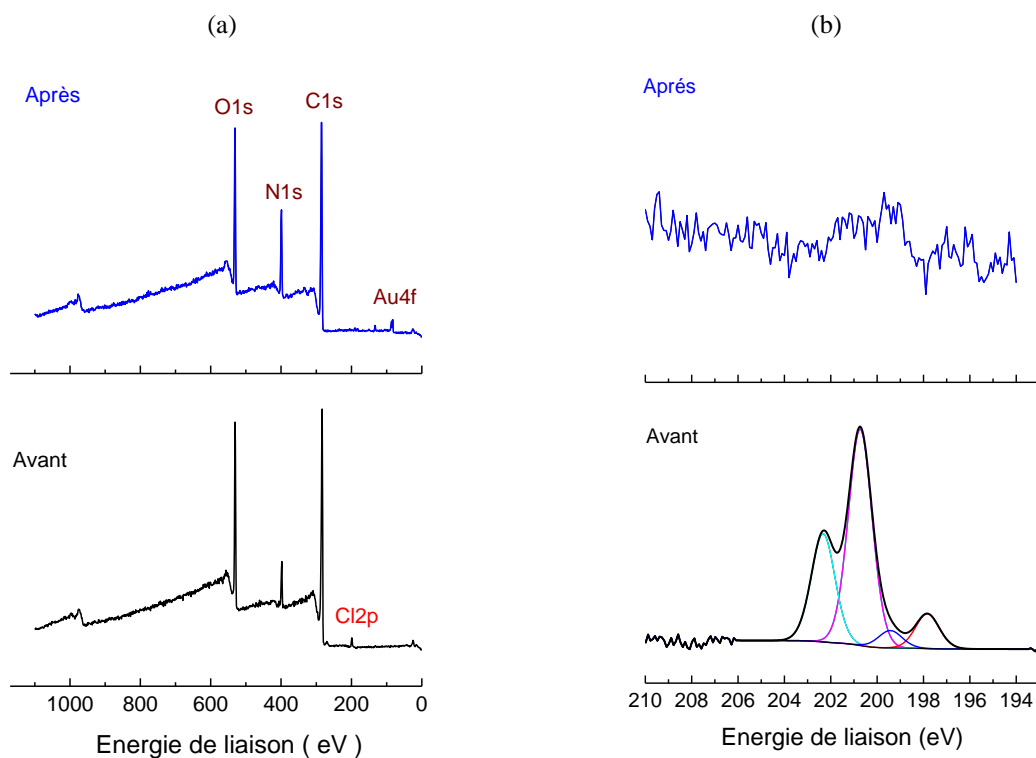 (a)
Après
O1s
C1s
N1s
Au4f
Avant
Cl2p
1000 800 600 400 200 0
Energie de liaison ( eV )
(b)
Aprés
Avant
210 208 206 204 202 200 198 196 194
Energie de liaison (eV)